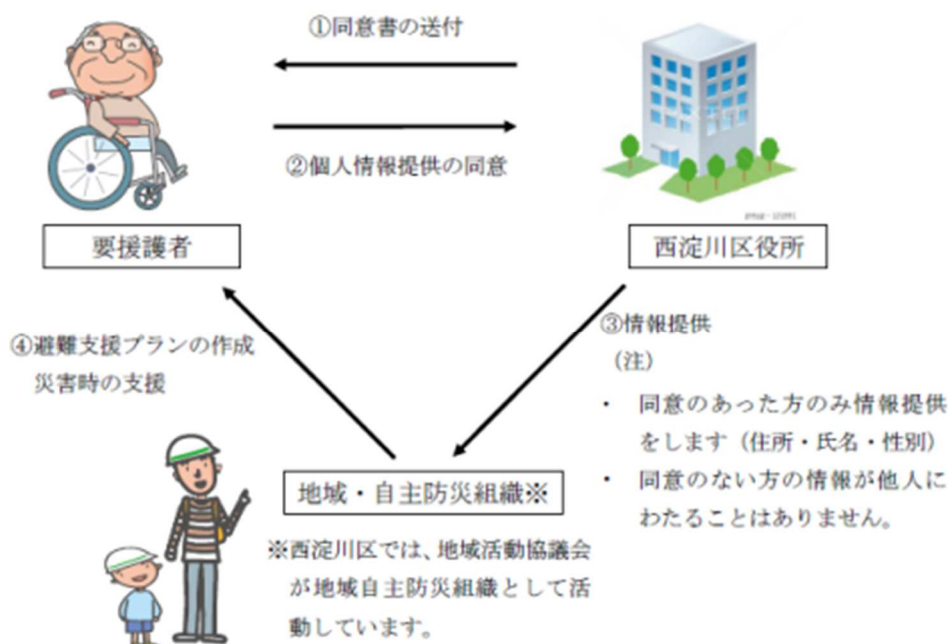 ①同意書の送付
②個人情報提供の同意
要援護者
西淀川区役所
③情報提供
（注）
・ 同意のあった方のみ情報提供
をします（住所・氏名・性別）
・ 同意のない方の情報が他人に
わたることはありません。
④避難支援プランの作成
災害時の支援
地域・自主防災組織※
※西淀川区では、地域活動協議会
が地域自主防災組織として活
動しています。